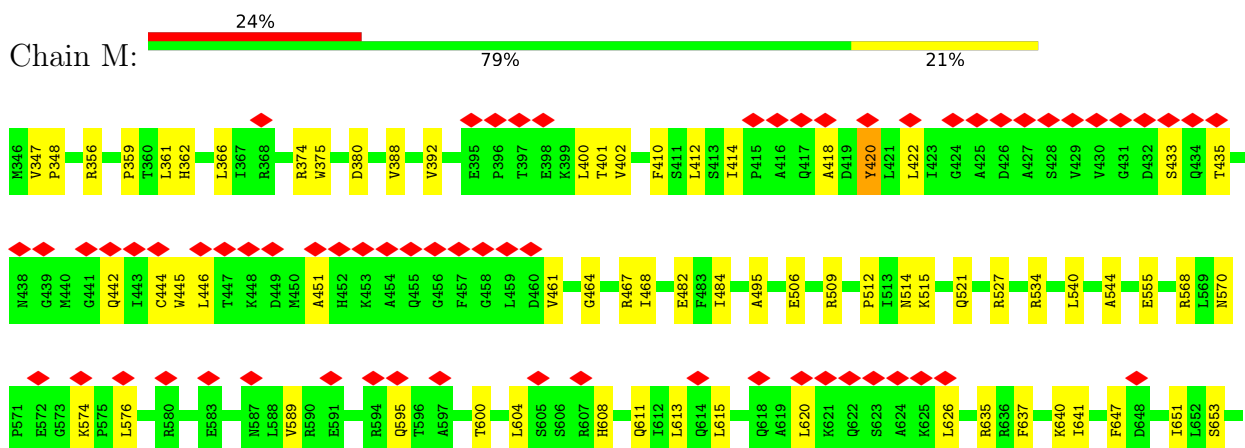 24%
Chain M:
79%
21%
M346 V347 P348 R356 P359 T360 L361 H362 L366 I367 R368 R374 W375 D380 V388 V392 E395 P396 T397 E398 K399 L400 T401 V402 F410 S411 L412 S413 I414 P415 A416 Q417 A418 D419 Y420 L421 L422 I423 G424 A425 D426 A427 S428 V429 V430 G431 D432 S433 Q434 T435
N438 G439 M440 G441 Q442 I443 C444 W445 L446 T447 K448 D449 M450 A451 H452 K453 A454 Q455 G456 F457 G458 L459 D460 V461 G464 R467 I468 E482 F483 I484 A495 E506 R509 P512 I513 N514 K515 Q521 R527 R534 L540 A544 E555 R568 L569 N570
P571 E572 G573 K574 P575 L576 R580 E583 N587 L588 V589 R590 E591 R594 Q595 T596 A597 T600 L604 S605 S606 R607 H608 Q611 I612 L613 Q614 L615 Q618 A619 L620 K621 Q622 S623 A624 K625 L626 R635 R636 F637 K640 I641 F647 D648 I651 L652 S653